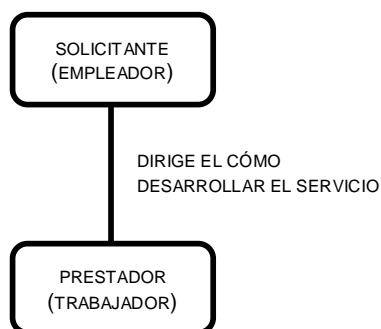 SOLICITANTE
(EMPLEADOR)
DIRIGE EL CÓMO
DESARROLLAR EL SERVICIO
PRESTADOR
(TRABAJADOR)